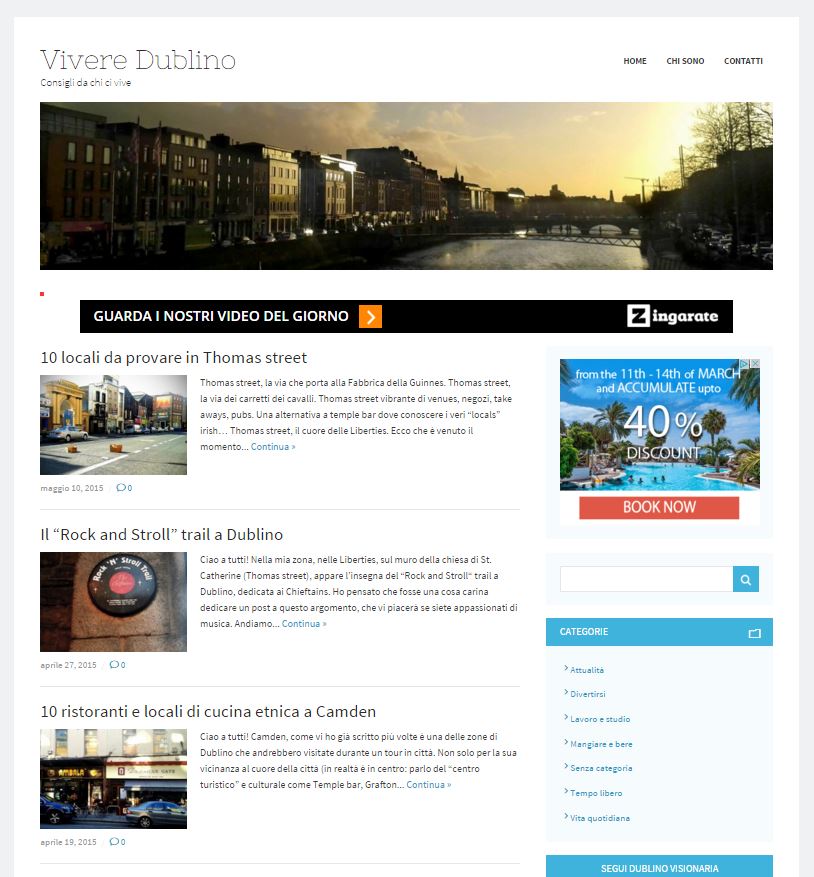 Vivere Dublino
Consigli da chi ci vive
HOME CHI SONO CONTATTI
GUARDA I NOSTRI VIDEO DEL GIORNO
Zingarate
10 locali da provare in Thomas street
Thomas street, la via che porta alla Fabbrica della Guinnes. Thomas street,
la via dei carretti dei cavalli. Thomas street vibrante di venues, negozi, take
aways, pubs. Una alternativa a temple bar dove conoscere i veri “locals”
irish… Thomas street, il cuore delle Liberties. Ecco che è venuto il
momento... Continua »
maggio 10, 2015 / 0
Il “Rock and Stroll” trail a Dublino
Rock 'N' Stroll Trail
Ciao a tutti! Nella mia zona, nelle Liberties, sul muro della chiesa di St.
Catherine (Thomas street), appare l’insegna del “Rock and Stroll“ trail a
Dublino, dedicata ai Chieftains. Ho pensato che fosse una cosa carina
dedicare un post a questo argomento, che vi piacerà se siete appassionati di
musica. Andiamo... Continua »
aprile 27, 2015 / 0
10 ristoranti e locali di cucina etnica a Camden
AMBALA
Ciao a tutti! Camden, come vi ho già scritto più volte è una delle zone di
Dublino che andrebbero visitate durante un tour in città. Non solo per la sua
vicinanza al cuore della città (in realtà è in centro: parlo del “centro
turistico” e culturale come Temple bar, Grafton... Continua »
aprile 19, 2015 / 0
from the 11th - 14th of MARCH
and ACCUMULATE upto
40 %
DISCOUNT
BOOK NOW
CATEGORIE
Attualità
Divertirsi
Lavoro e studio
Mangiare e bere
Senza categoria
Tempo libero
Vita quotidiana
SEGUI DUBLINO VISIONARIA